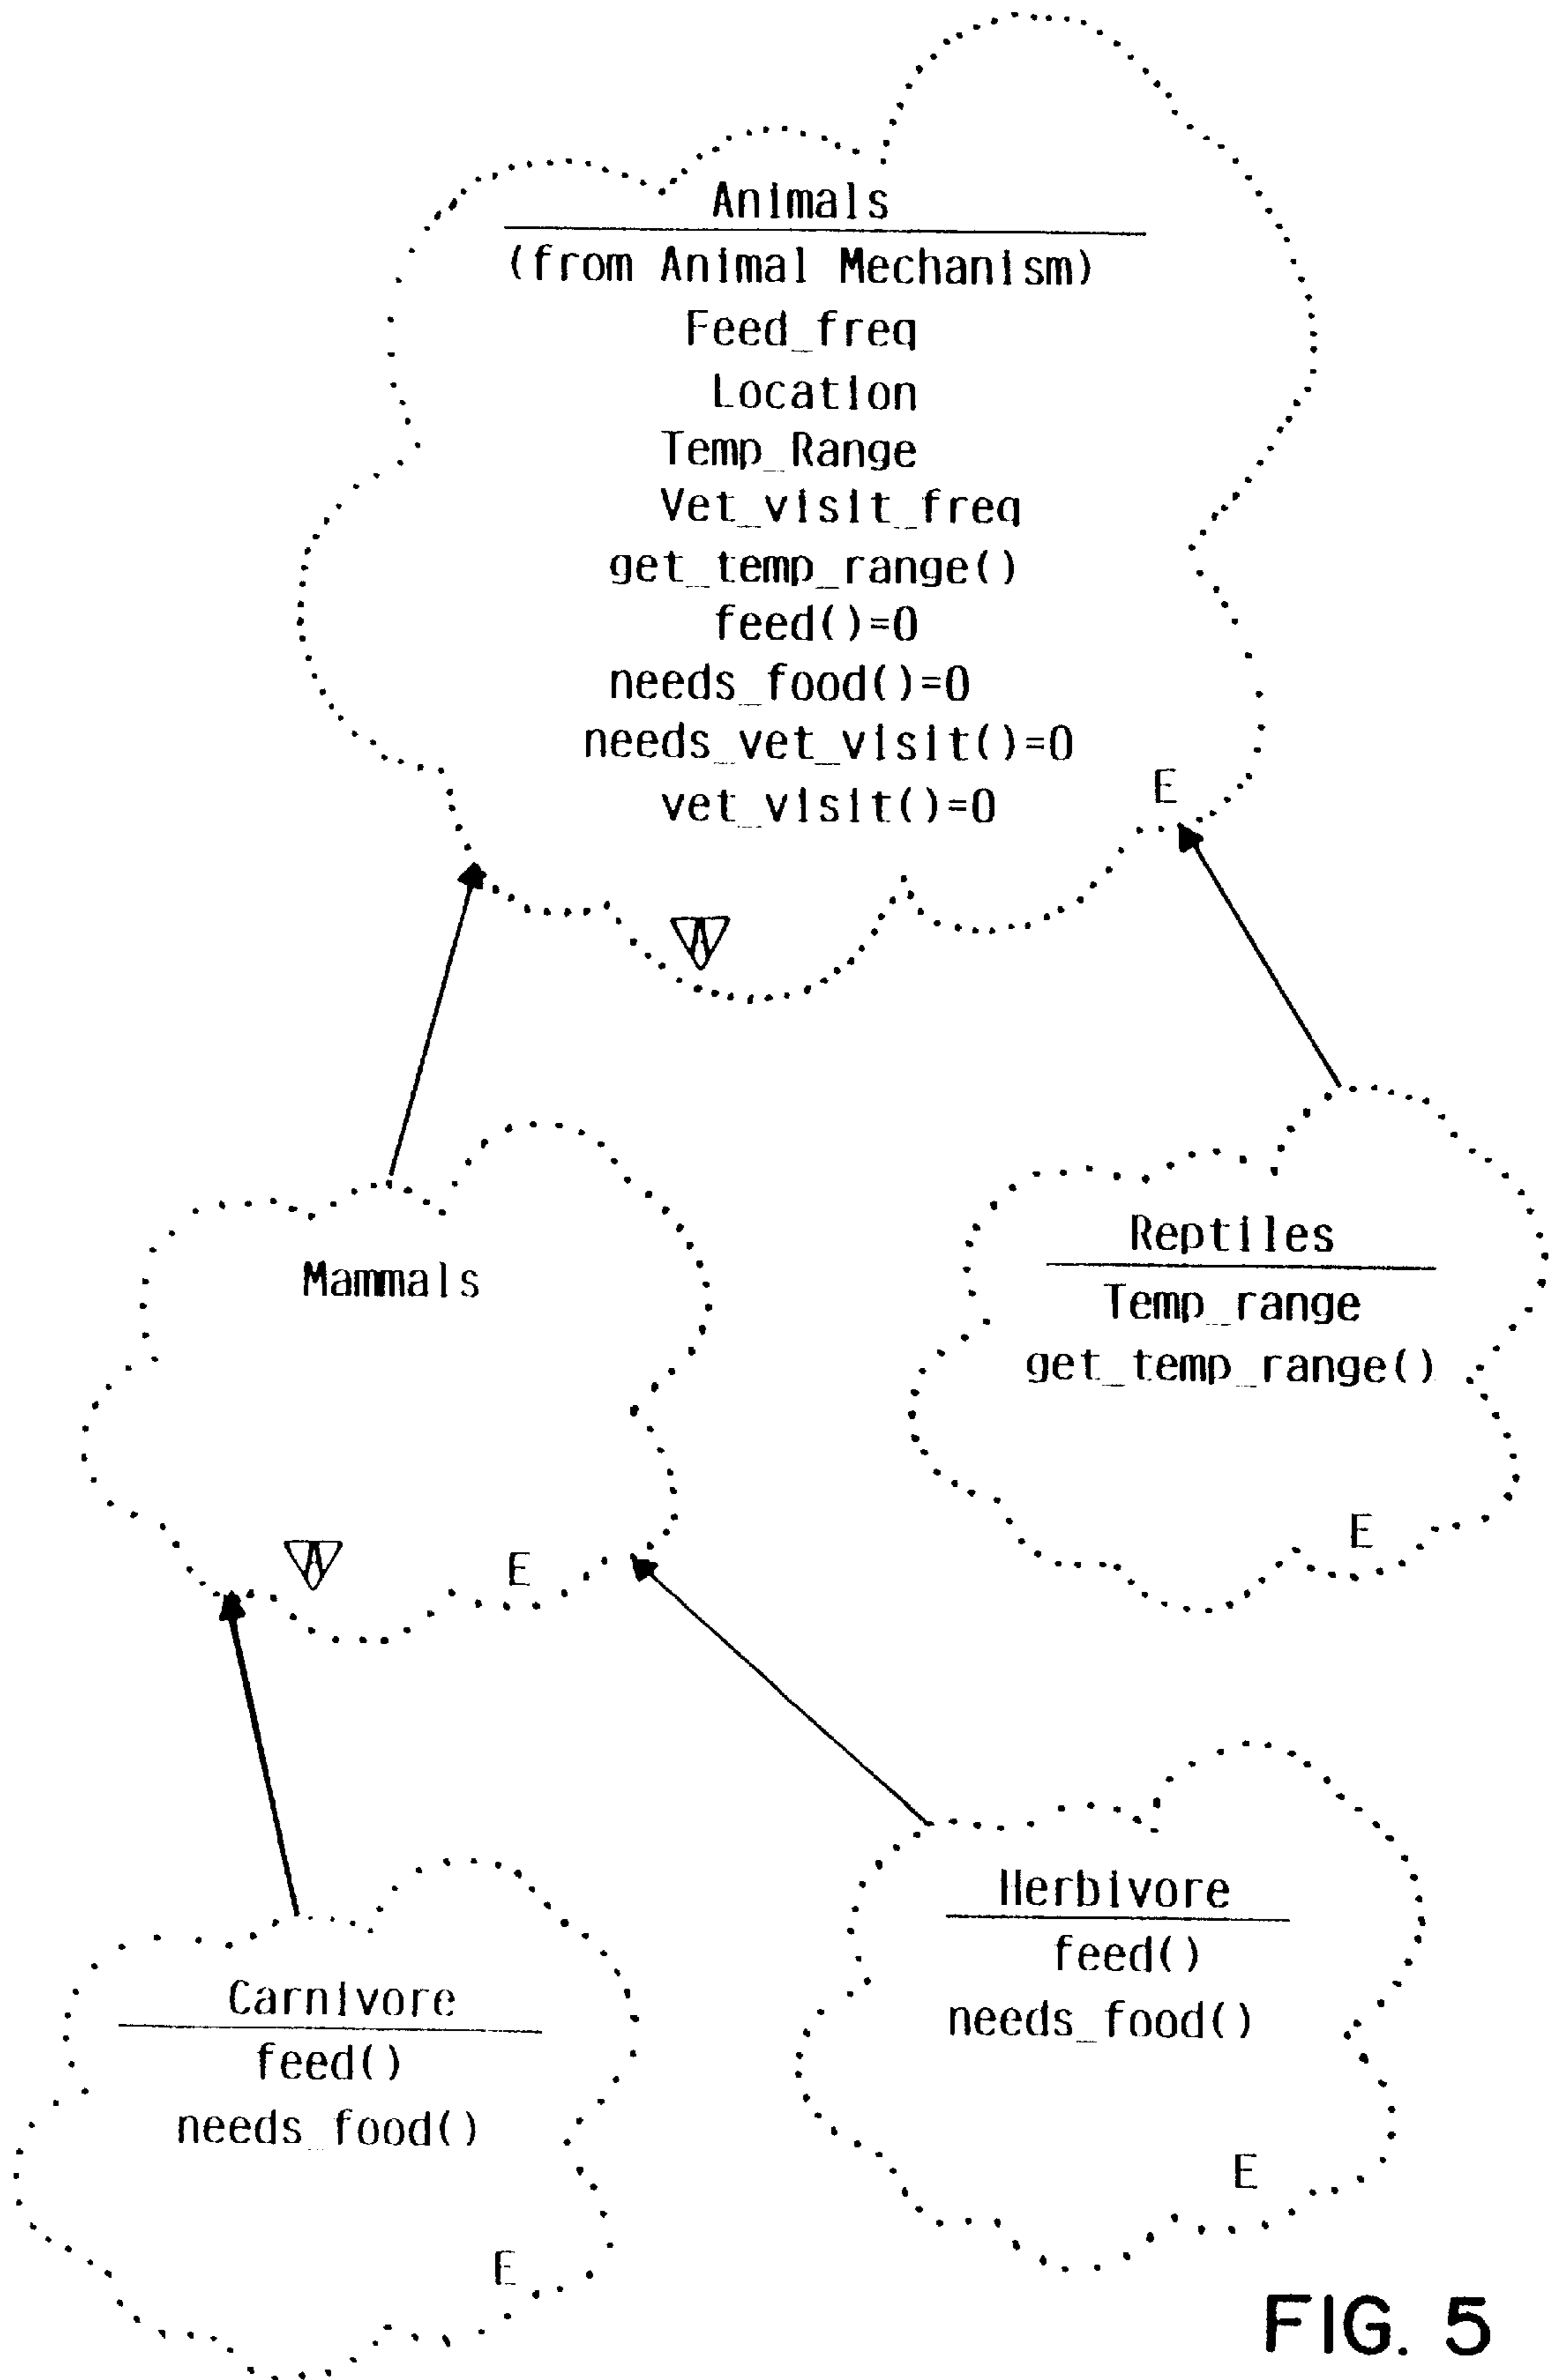 Animals
(from Animal Mechanism)
Feed_freq
Location
Temp_Range
Vet_visit_freq
get_temp_range()
feed()=0
needs_food()=0
needs_vet_visit()=0
vet_visit()=0
E
A
Mammals
A
E
Reptiles
Temp_range
get_temp_range()
E
Carnivore
feed()
needs_food()
E
Herbivore
feed()
needs_food()
E
FIG. 5